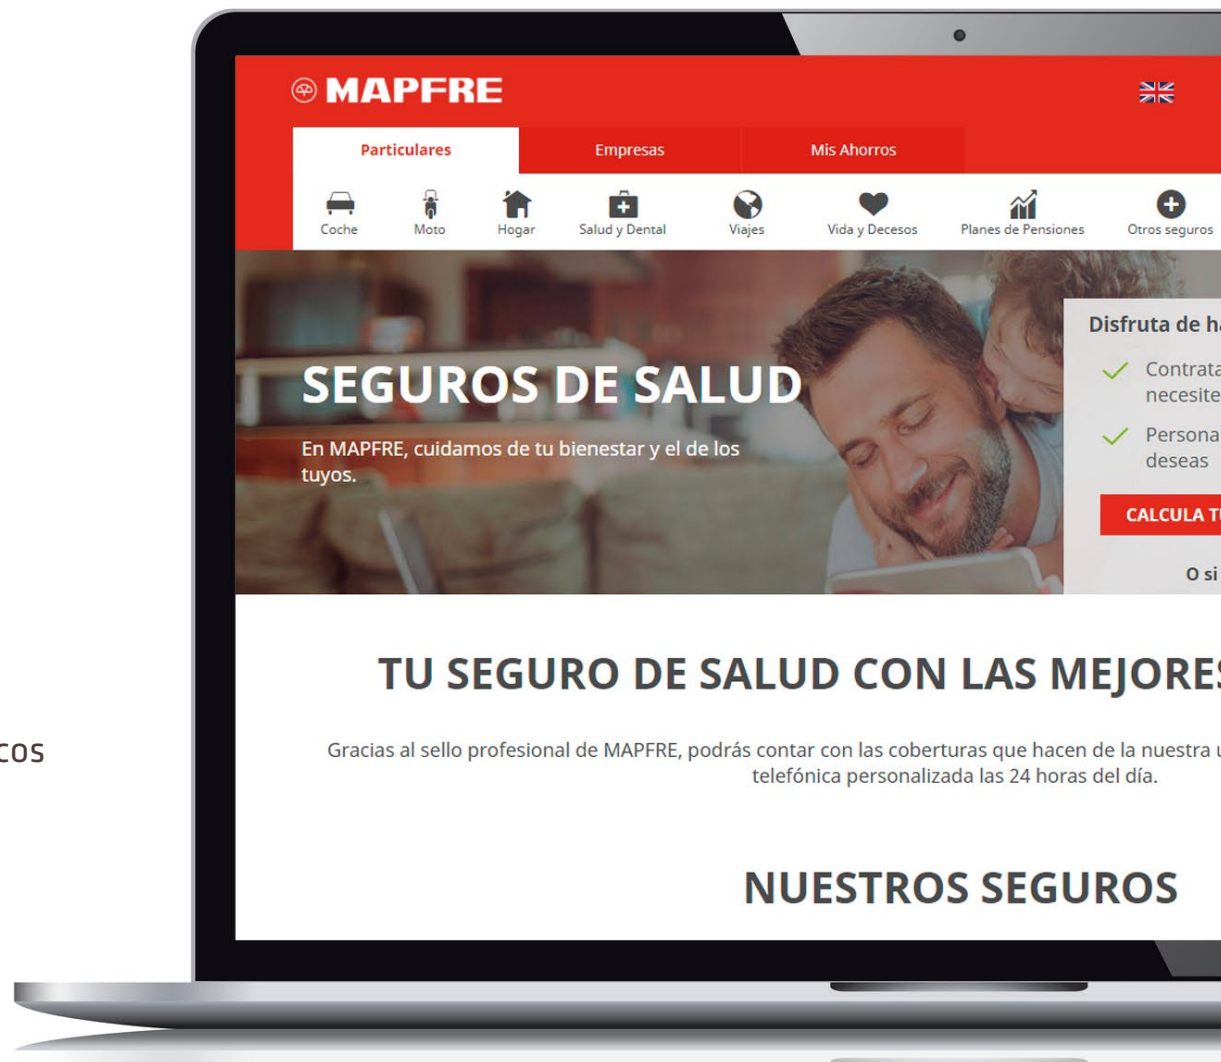 MAPFRE
Particulares
Empresas
Mis Ahorros
Coche
Moto
Hogar
Salud y Dental
Viajes
Vida y Decesos
Planes de Pensiones
Otros seguros
SEGUROS DE SALUD
En MAPFRE, cuidamos de tu bienestar y el de los
tuyos.
Disfruta de
Contrata
necesite
Persona
deseas
CALCULA
O si
TU SEGURO DE SALUD CON LAS MEJORES
Gracias al sello profesional de MAPFRE, podrás contar con las coberturas que hacen de la nuestra
telefónica personalizada las 24 horas del día.
NUESTROS SEGUROS